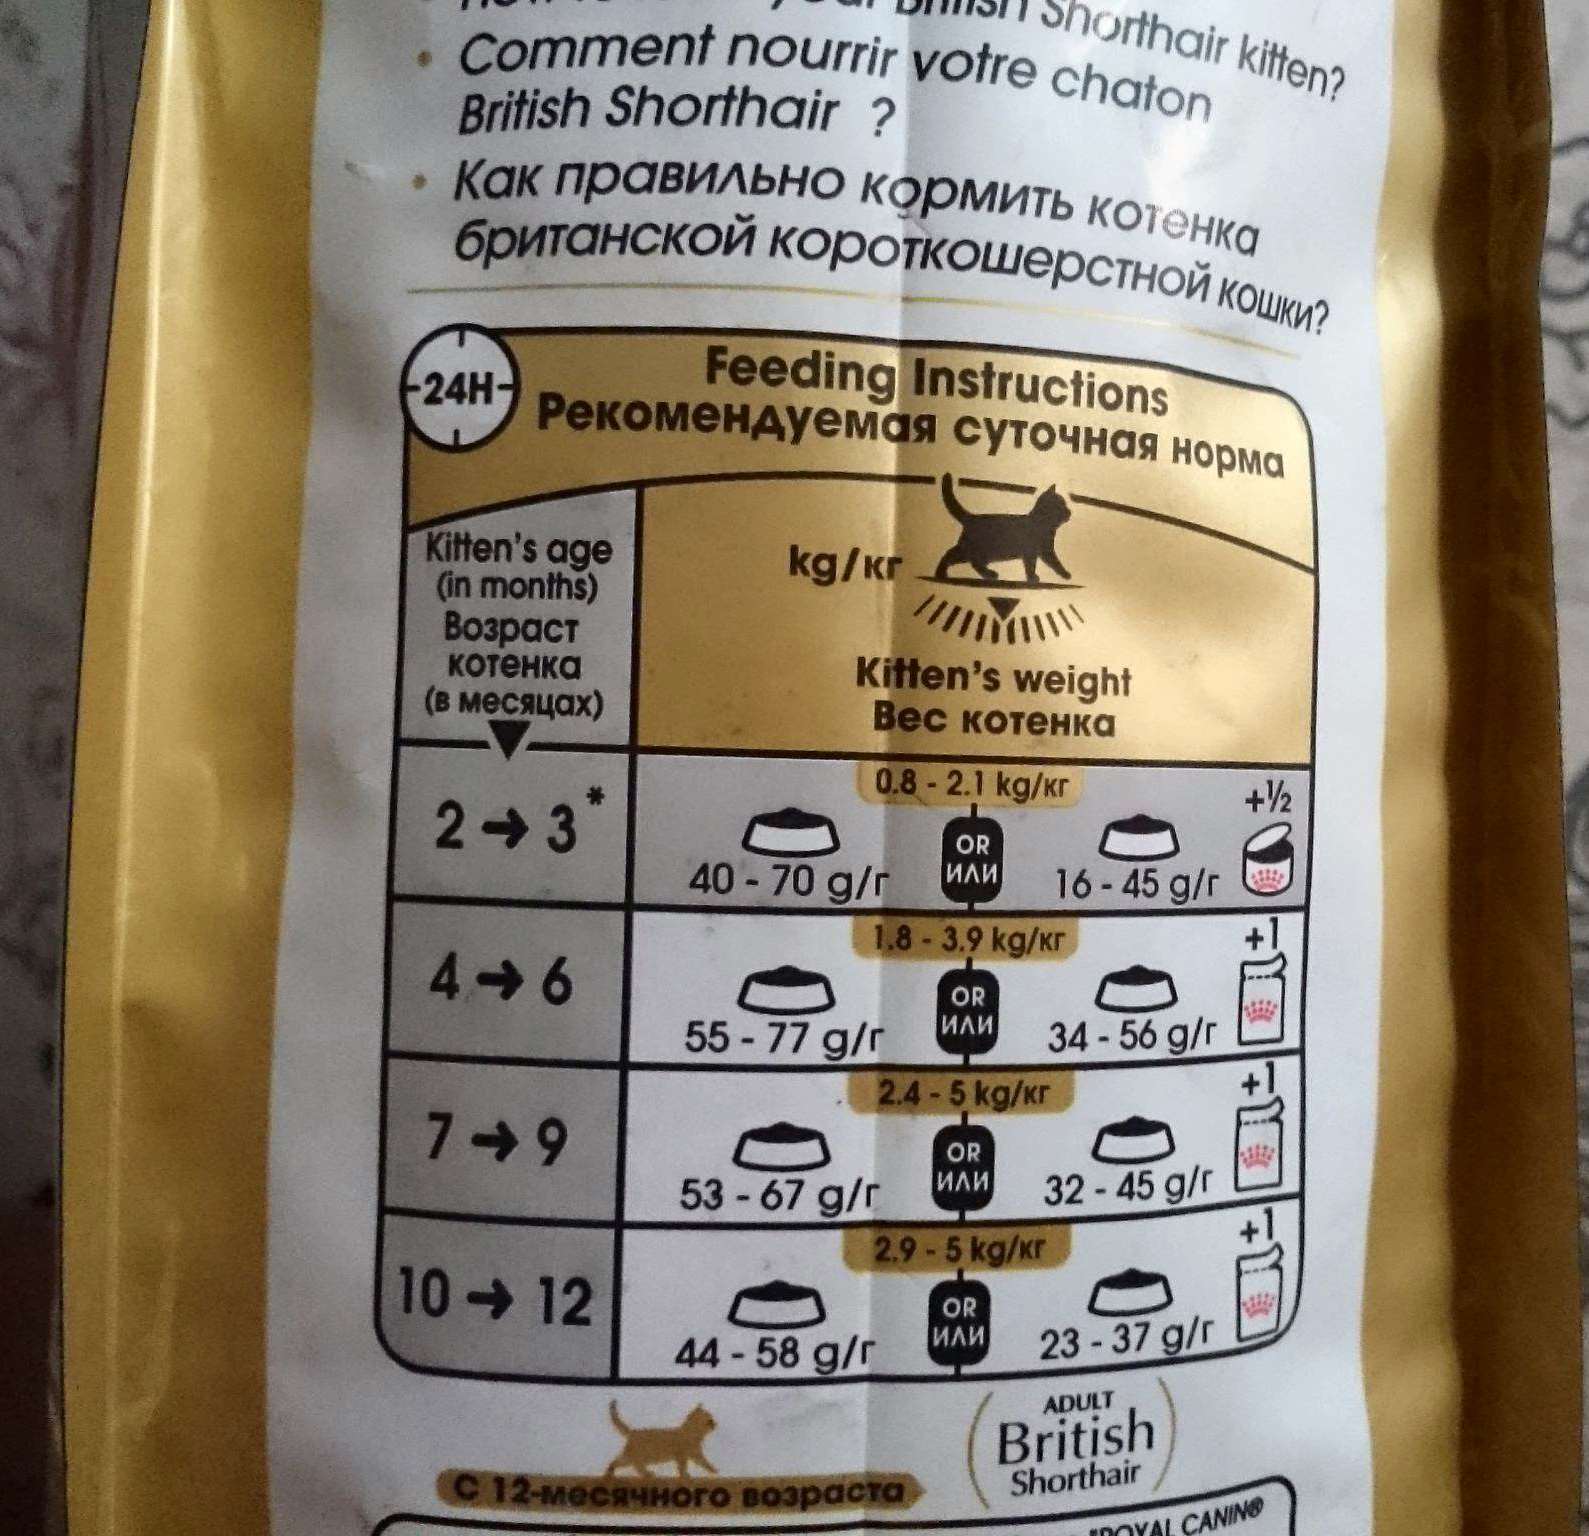 British Shorthair kitten?
• Comment nourrir votre chaton
British Shorthair ?
• Как правильно кормить котенка
британской короткошерстной кошки?
24H
Feeding Instructions
Рекомендуемая суточная норма
Kitten's age
(in months)
Возраст
котенка
(в месяцах)
kg/кг
Kitten's weight
Вес котенка
2 → 3*
0.8 - 2.1 kg/кг
40 - 70 g/г
OR
ИЛИ
16 - 45 g/г
+½
4 → 6
1.8 - 3.9 kg/кг
55 - 77 g/г
OR
ИЛИ
34 - 56 g/г
+1
7 → 9
2.4 - 5 kg/кг
53 - 67 g/г
OR
ИЛИ
32 - 45 g/г
+1
10 → 12
2.9 - 5 kg/кг
44 - 58 g/г
OR
ИЛИ
23 - 37 g/г
+1
С 12-месячного возраста
ADULT
British
Shorthair
ROYAL CANIN®